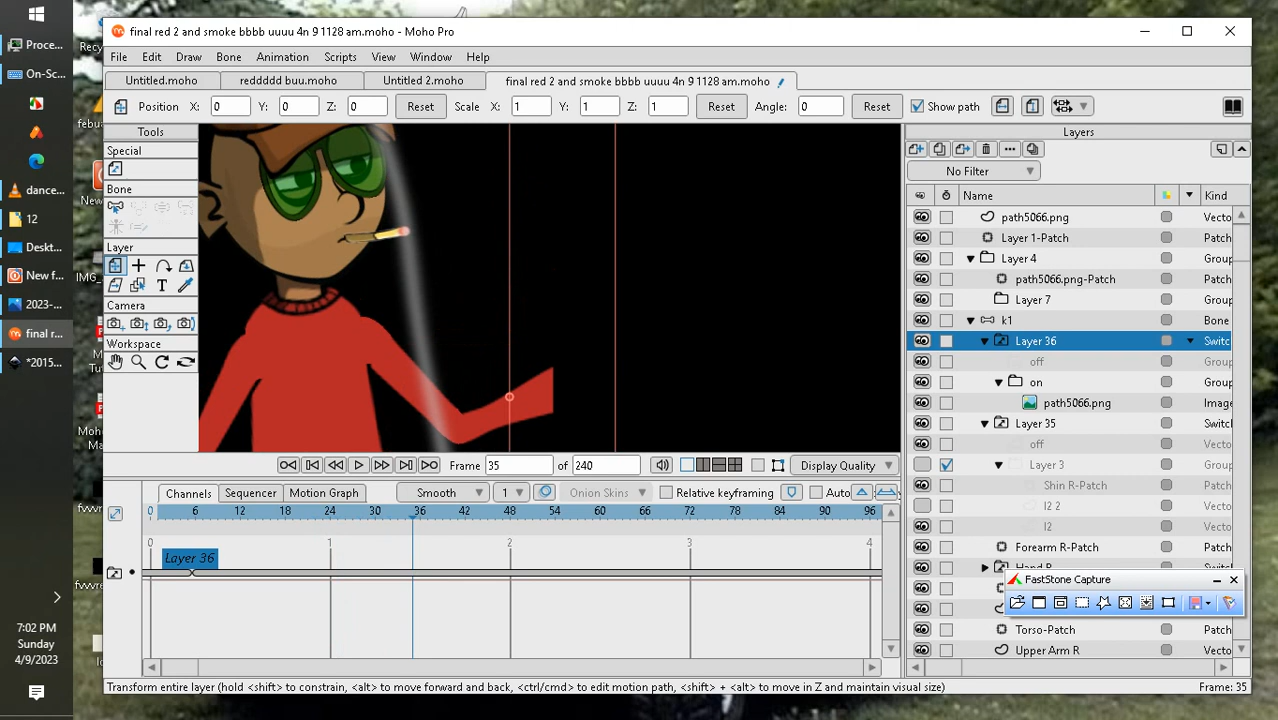 final red 2 and smoke bbbb uuuu 4n 9 1128 am.moho - Moho Pro
File Edit Draw Bone Animation Scripts View Window Help
Untitled.moho reddddd buu.moho Untitled 2.moho final red 2 and smoke bbbb uuuu 4n 9 1128 am.moho
Position X: 0 Y: 0 Z: 0 Reset Scale X: 1 Y: 1 Z: 1 Reset Angle: 0 Reset Show path
Tools
Special
Bone
Layer
Camera
Workspace
Layers
No Filter
Name Kind
path5066.png Vecto
Layer 1-Patch Patch
Layer 4 Group
path5066.png-Patch Patch
Layer 7 Group
k1 Bone
Layer 36 Switc
off Group
on Group
path5066.png Image
Layer 35 Switc
off Vecto
Layer 3 Group
Shin R-Patch Patch
l2 2 Vecto
l2 Vecto
Forearm R-Patch Patch
Hand R
FastStone Capture
Torso-Patch Patch
Upper Arm R Vecto
Frame 35 of 240 Display Quality
Channels Sequencer Motion Graph Smooth 1 Onion Skins Relative keyframing Auto
0 6 12 18 24 30 36 42 48 54 60 66 72 78 84 90 96
0 1 2 3 4
Layer 36
Transform entire layer (hold <shift> to constrain, <alt> to move forward and back, <ctrl/cmd> to edit motion path, <shift> + <alt> to move in Z and maintain visual size) Frame: 35
Proce...
On-Sc...
dance...
12
Deskt...
New f...
2023-...
final r...
*2015...
7:02 PM
Sunday
4/9/2023
Recy
febua
New
IMG_
Moh
Ma
fvvvre